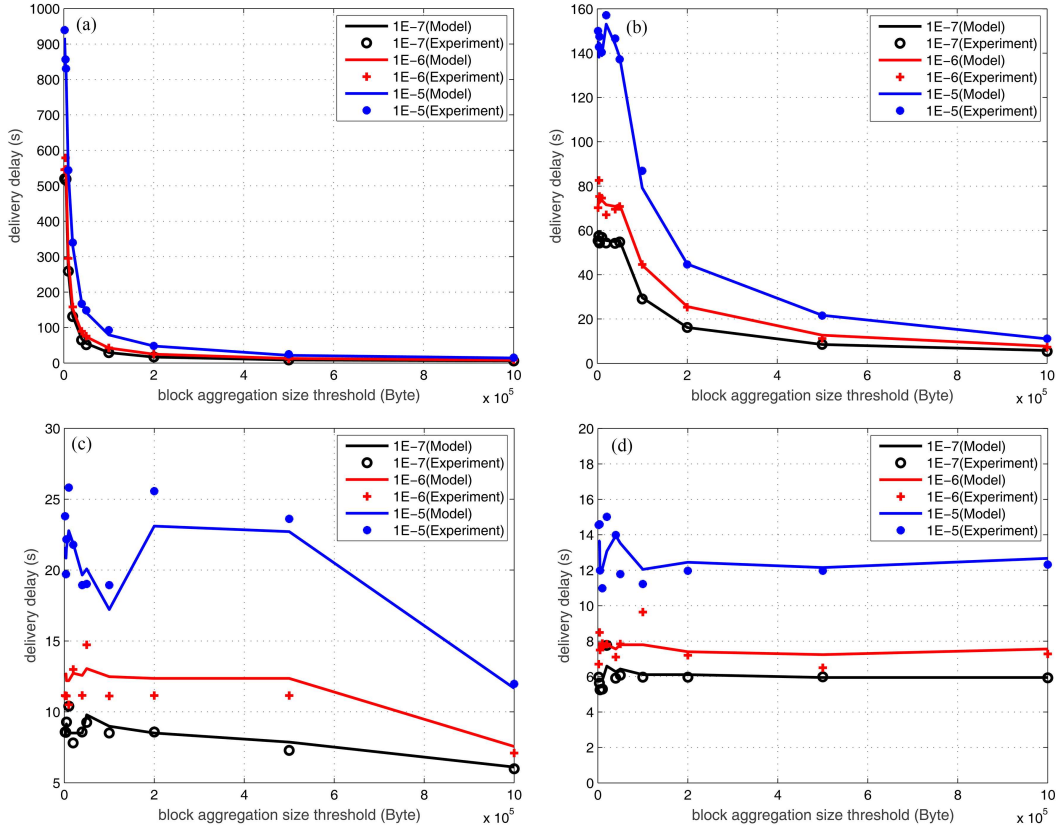 (a)
1E−7(Model)
1E−7(Experiment)
1E−6(Model)
1E−6(Experiment)
1E−5(Model)
1E−5(Experiment)
1000
900
800
700
600
500
400
300
200
100
0
delivery delay (s)
0 2 4 6 8 10
block aggregation size threshold (Byte)
x 10^5
(b)
1E−7(Model)
1E−7(Experiment)
1E−6(Model)
1E−6(Experiment)
1E−5(Model)
1E−5(Experiment)
160
140
120
100
80
60
40
20
0
delivery delay (s)
0 2 4 6 8 10
block aggregation size threshold (Byte)
x 10^5
(c)
1E−7(Model)
1E−7(Experiment)
1E−6(Model)
1E−6(Experiment)
1E−5(Model)
1E−5(Experiment)
30
25
20
15
10
5
delivery delay (s)
0 2 4 6 8 10
block aggregation size threshold (Byte)
x 10^5
(d)
1E−7(Model)
1E−7(Experiment)
1E−6(Model)
1E−6(Experiment)
1E−5(Model)
1E−5(Experiment)
20
18
16
14
12
10
8
6
4
2
0
delivery delay (s)
0 2 4 6 8 10
block aggregation size threshold (Byte)
x 10^5